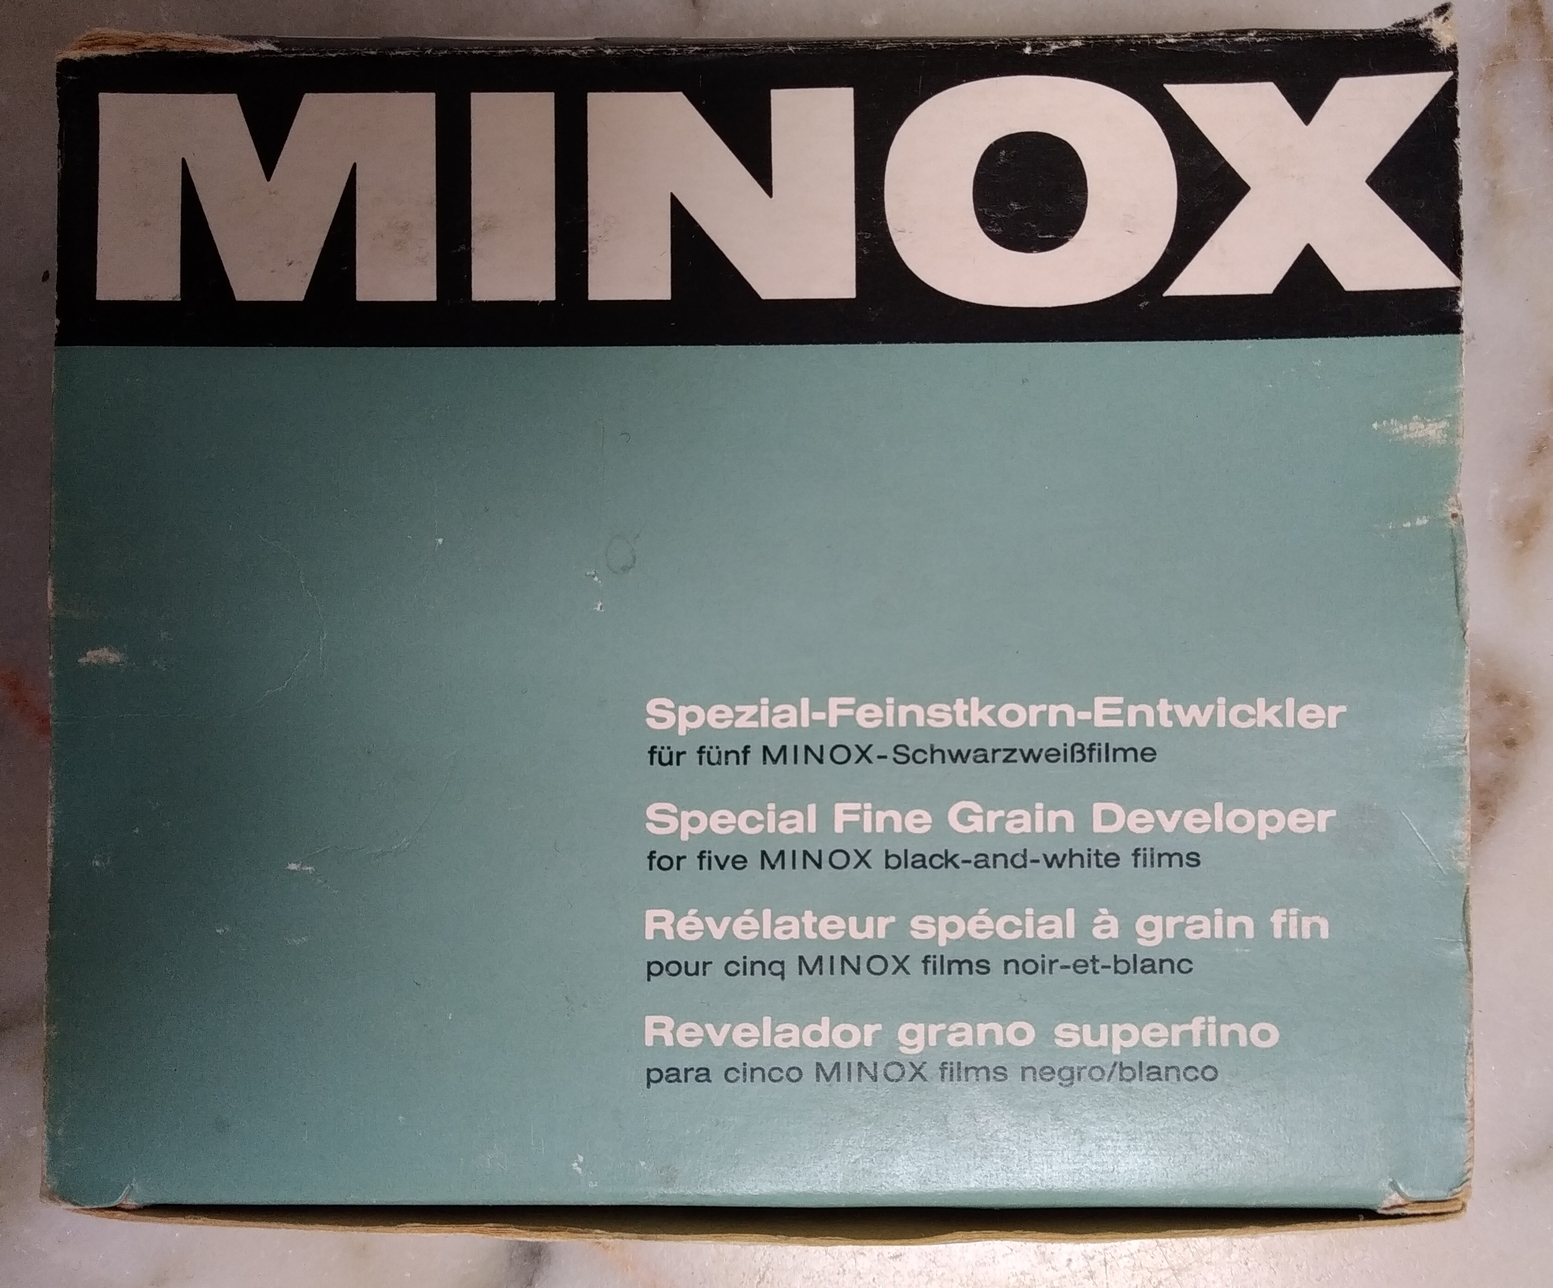 MINOX
Spezial-Feinstkorn-Entwickler
für fünf MINOX-Schwarzweißfilme
Special Fine Grain Developer
for five MINOX black-and-white films
Révélateur spécial à grain fin
pour cinq MINOX films noir-et-blanc
Revelador grano superfino
para cinco MINOX films negro/blanco